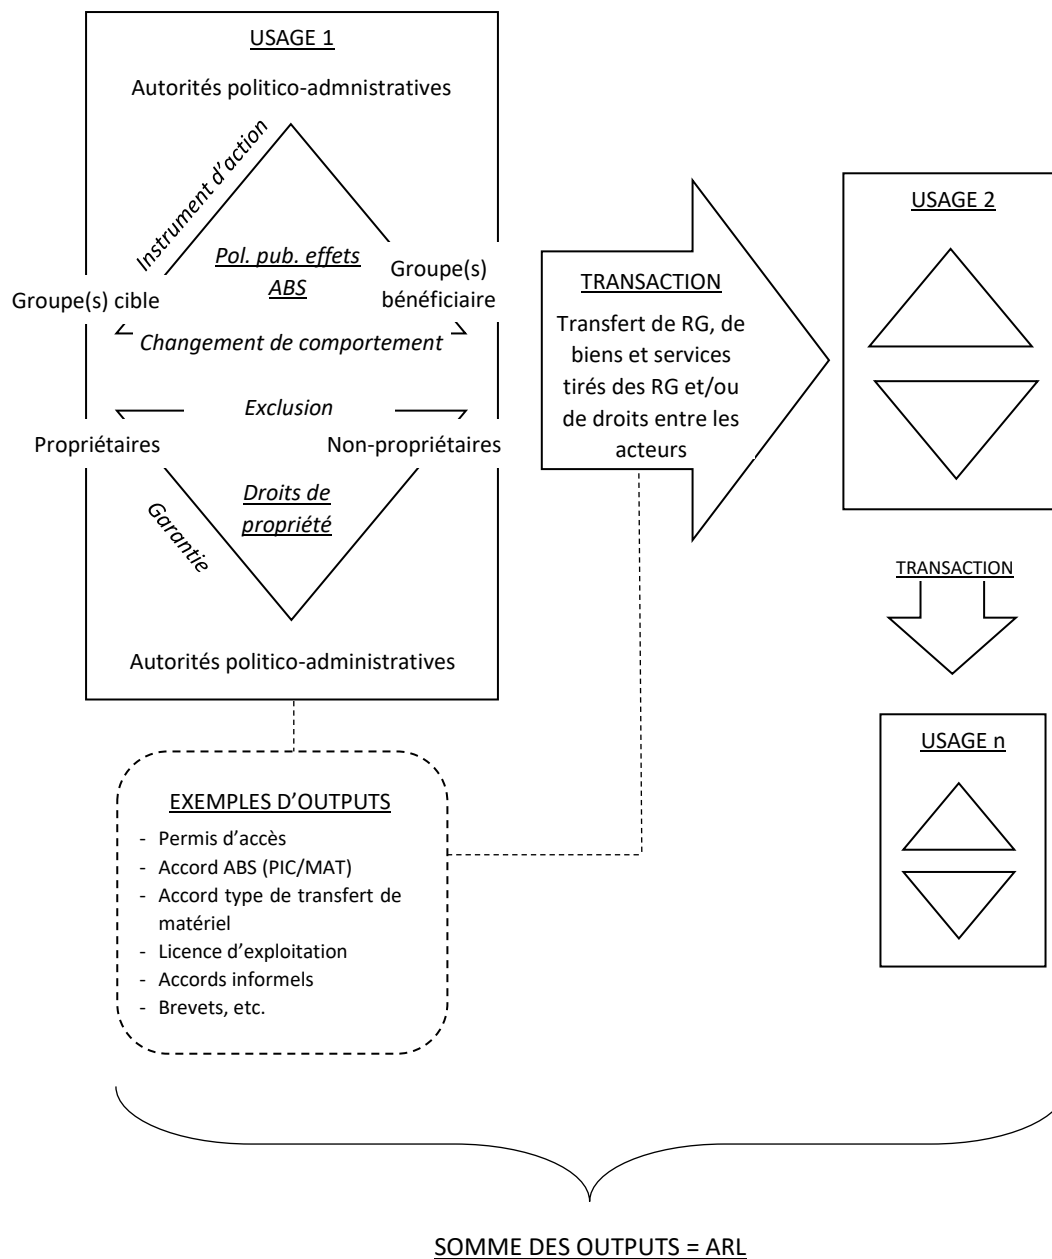 USAGE 1
Autorités politico-admnistratives
Instrument d'action
Pol. pub. effets
ABS
Groupe(s) cible
Groupe(s)
bénéficiaire
Changement de comportement
Exclusion
Propriétaires
Non-propriétaires
Droits de
propriété
Garantie
Autorités politico-administratives
EXEMPLES D'OUTPUTS
- Permis d'accès
- Accord ABS (PIC/MAT)
- Accord type de transfert de
matériel
- Licence d'exploitation
- Accords informels
- Brevets, etc.
TRANSACTION
Transfert de RG, de
biens et services
tirés des RG et/ou
de droits entre les
acteurs
USAGE 2
TRANSACTION
USAGE n
SOMME DES OUTPUTS = ARL